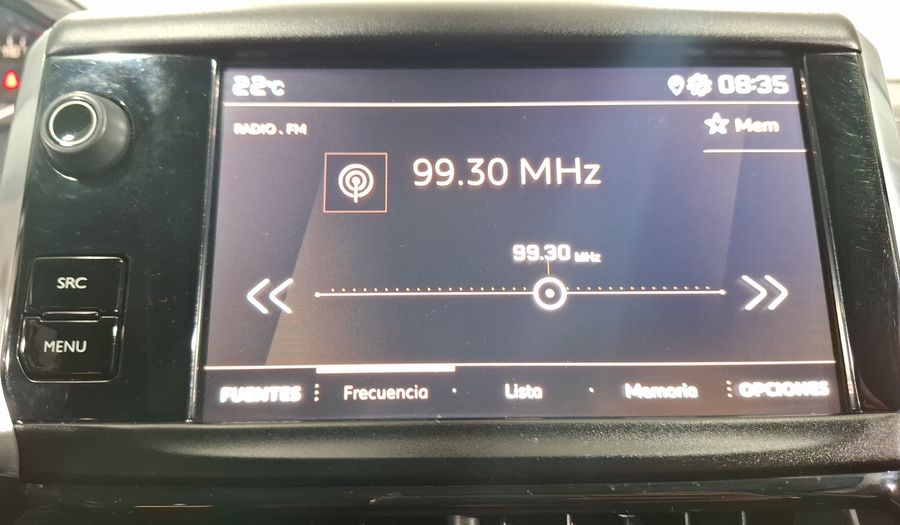 22°C 08:35
RADIO . FM
Mem
99.30 MHz
99.30 MHz
SRC
MENU
FUENTES Frecuencia Lista Memoria OPCIONES